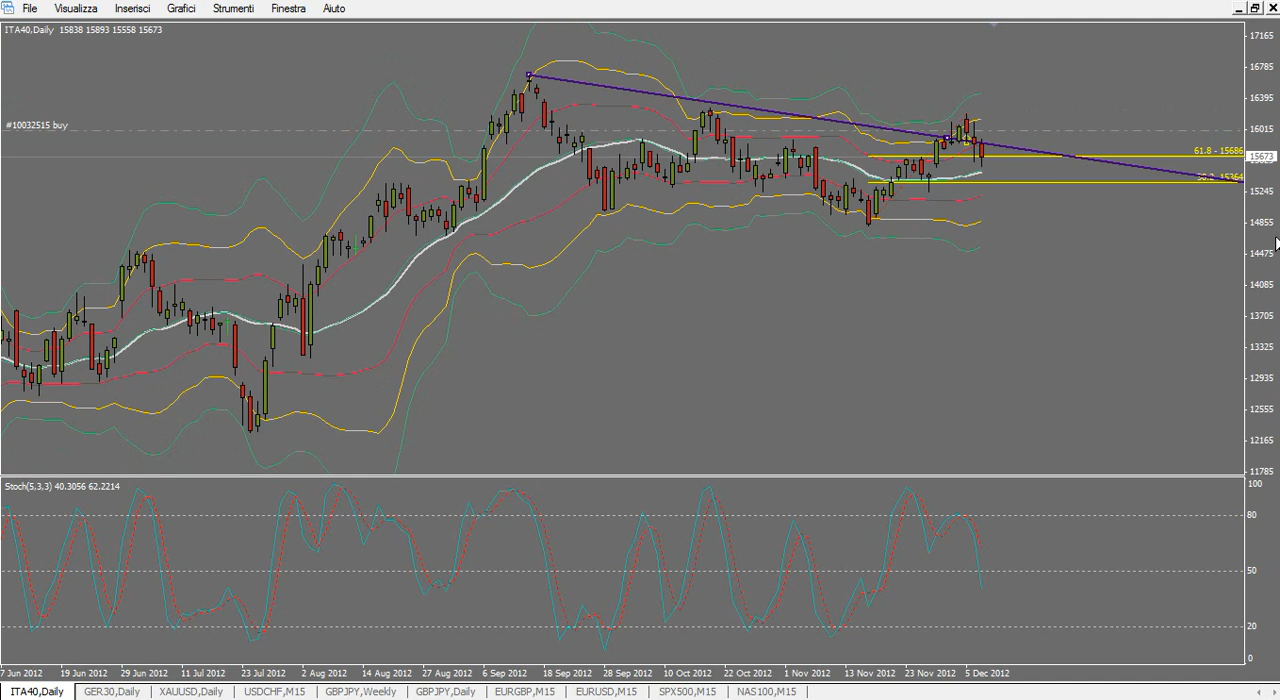 File Visualizza Inserisci Grafici Strumenti Finestra Aiuto
ITA40,Daily 15838 15893 15558 15673
17165
16785
16395
#10032515 buy
16015
61.8 - 15686
15673
15245
14855
14475
14085
13705
13325
12935
12555
12165
11785
Stoch(5,3,3) 40.3056 62.2214
100
80
50
20
0
7 Jun 2012 19 Jun 2012 29 Jun 2012 11 Jul 2012 23 Jul 2012 2 Aug 2012 14 Aug 2012 27 Aug 2012 6 Sep 2012 18 Sep 2012 28 Sep 2012 10 Oct 2012 22 Oct 2012 1 Nov 2012 13 Nov 2012 23 Nov 2012 5 Dec 2012
ITA40,Daily GER30,Daily XAUUSD,Daily USDCHF,M15 GBPJPY,Weekly GBPJPY,Daily EURGBP,M15 EURUSD,M15 SPX500,M15 NAS100,M15